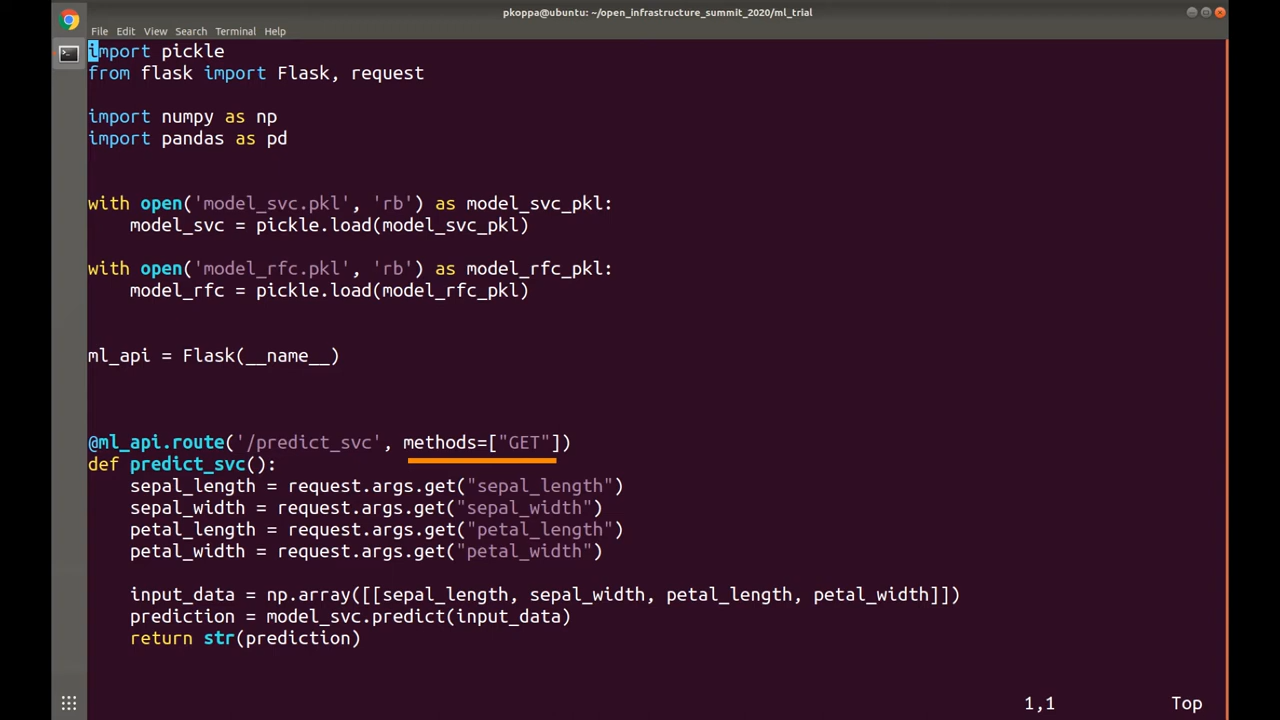 pkoppa@ubuntu: ~/open_infrastructure_summit_2020/ml_trial
File Edit View Search Terminal Help
import pickle
from flask import Flask, request
import numpy as np
import pandas as pd
with open('model_svc.pkl', 'rb') as model_svc_pkl:
    model_svc = pickle.load(model_svc_pkl)
with open('model_rfc.pkl', 'rb') as model_rfc_pkl:
    model_rfc = pickle.load(model_rfc_pkl)
ml_api = Flask(__name__)
@ml_api.route('/predict_svc', methods=["GET"])
def predict_svc():
    sepal_length = request.args.get("sepal_length")
    sepal_width = request.args.get("sepal_width")
    petal_length = request.args.get("petal_length")
    petal_width = request.args.get("petal_width")
    input_data = np.array([[sepal_length, sepal_width, petal_length, petal_width]])
    prediction = model_svc.predict(input_data)
    return str(prediction)
1,1 Top